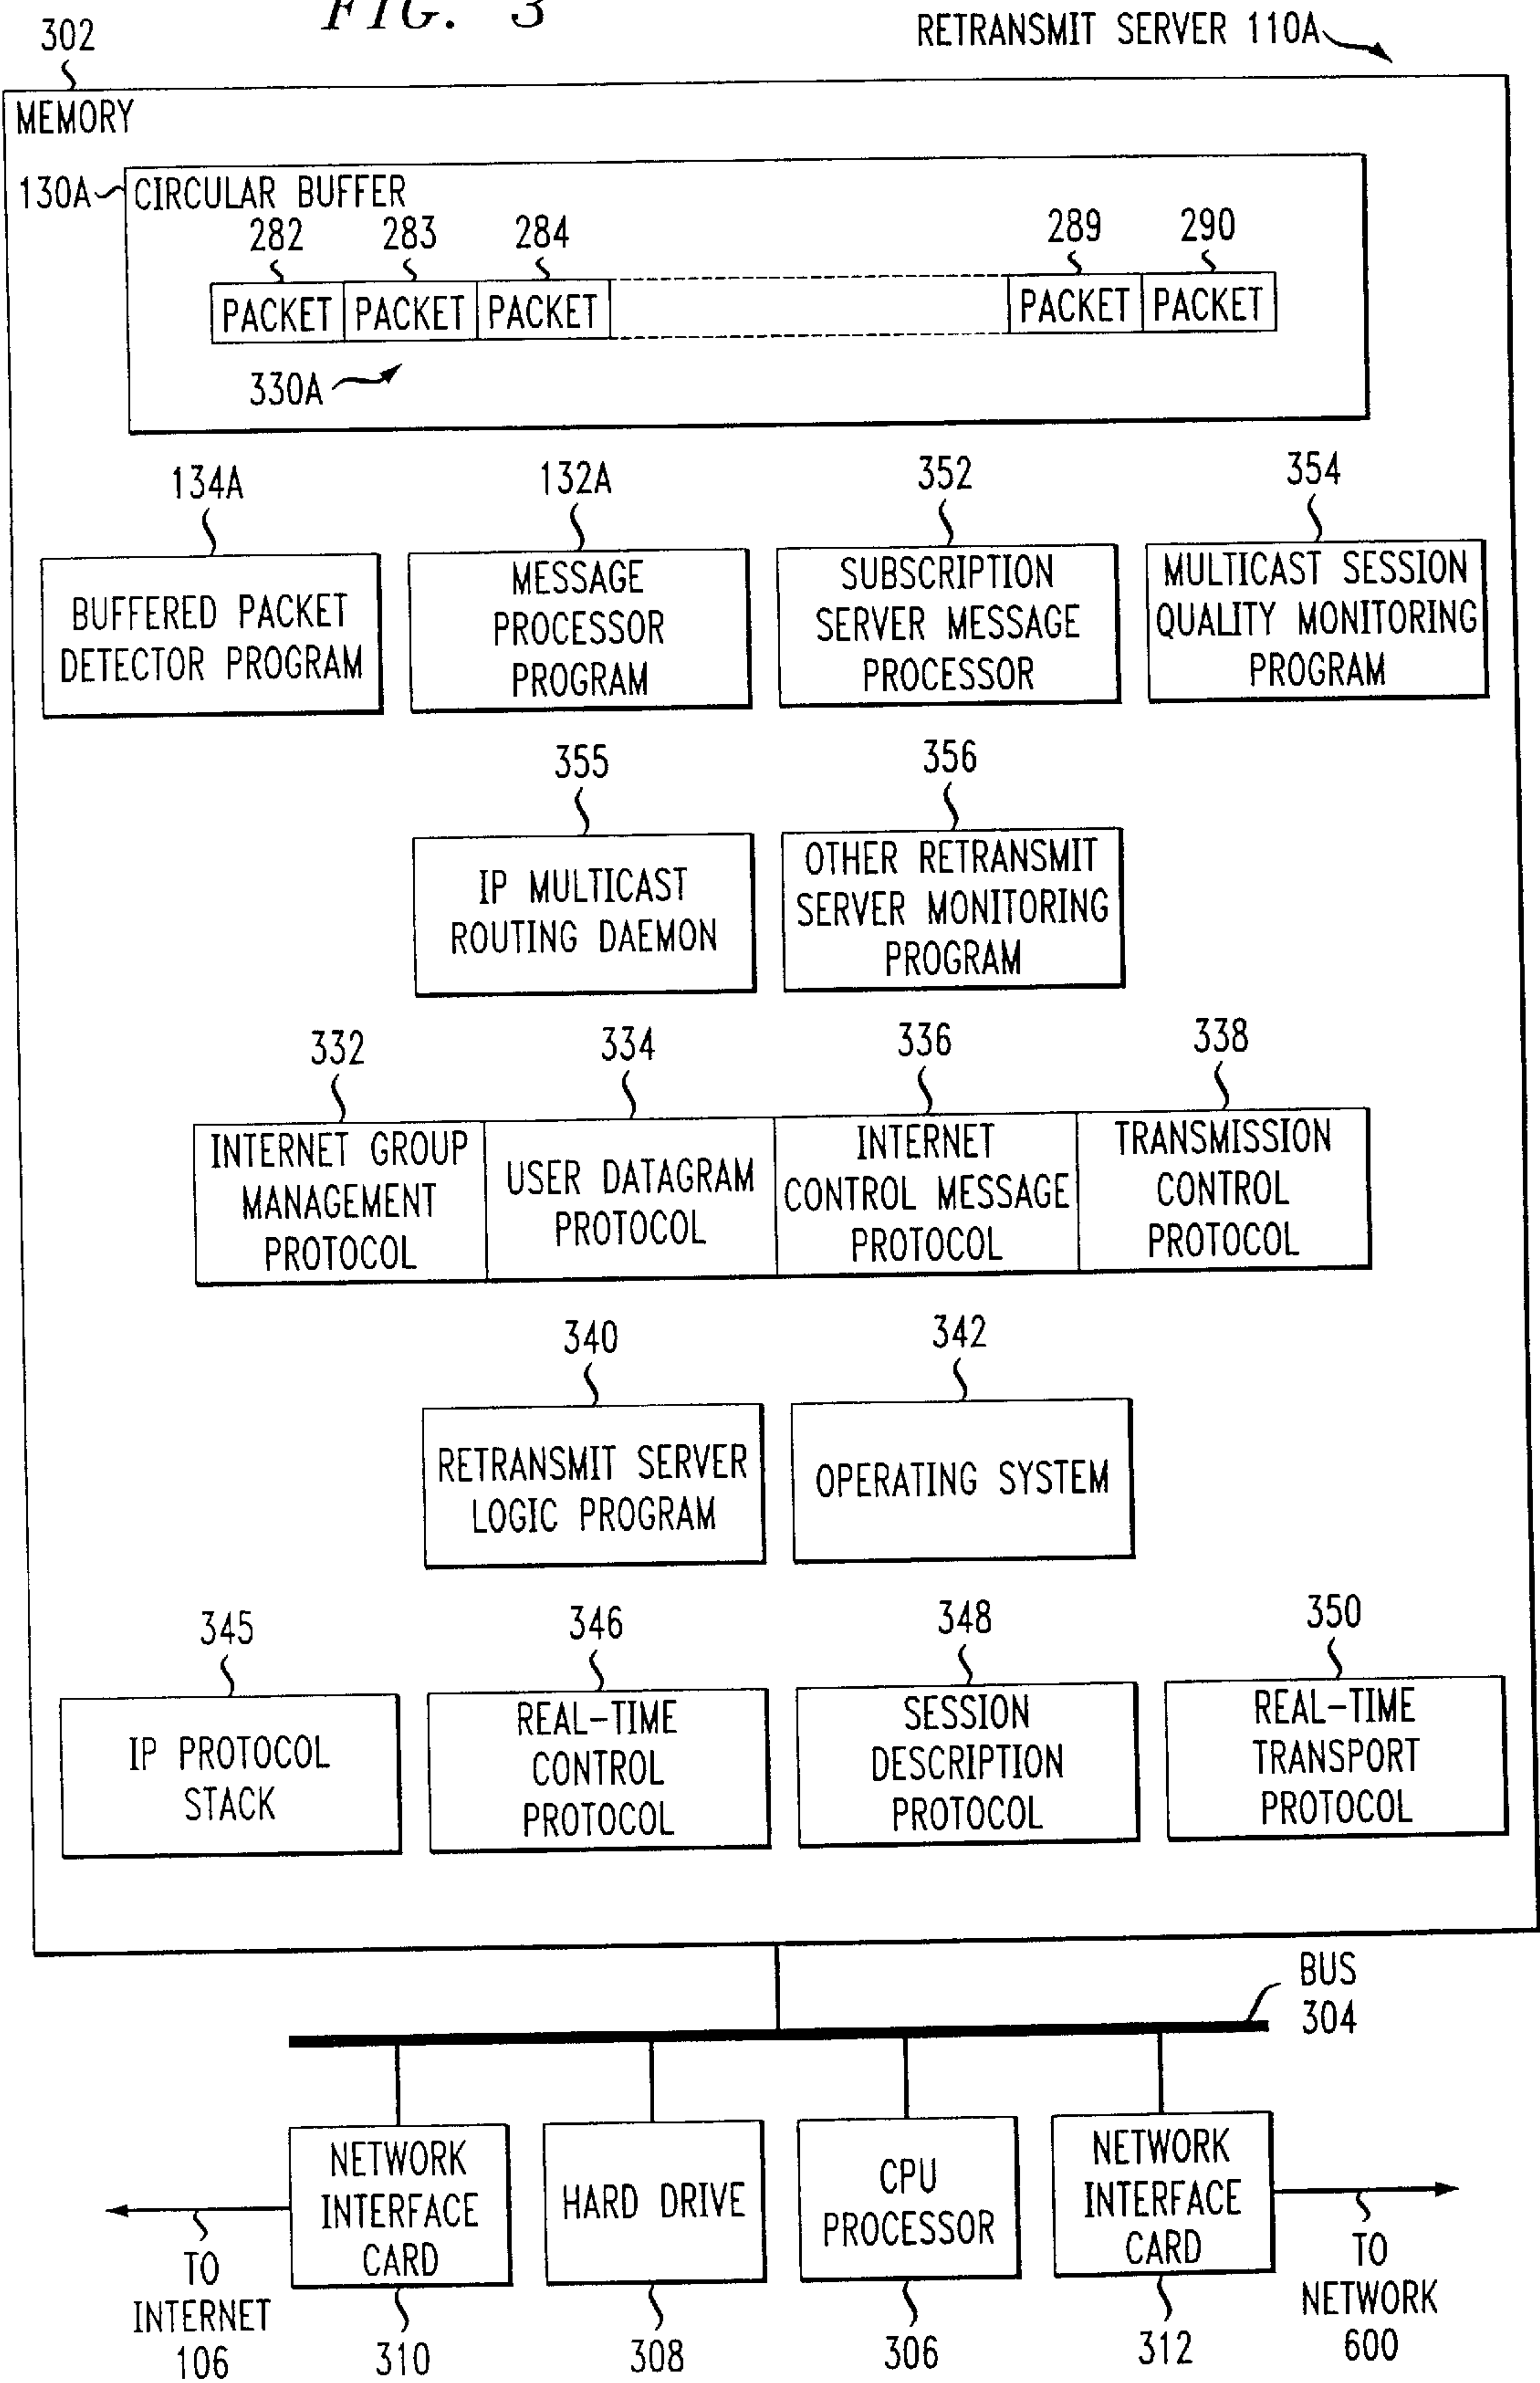 FIG. 3
302
RETRANSMIT SERVER 110A
MEMORY
130A
CIRCULAR BUFFER
282 283 284 289 290
PACKET PACKET PACKET PACKET PACKET
330A
134A 132A 352 354
BUFFERED PACKET
DETECTOR PROGRAM
MESSAGE
PROCESSOR
PROGRAM
SUBSCRIPTION
SERVER MESSAGE
PROCESSOR
MULTICAST SESSION
QUALITY MONITORING
PROGRAM
355 356
IP MULTICAST
ROUTING DAEMON
OTHER RETRANSMIT
SERVER MONITORING
PROGRAM
332 334 336 338
INTERNET GROUP
MANAGEMENT
PROTOCOL
USER DATAGRAM
PROTOCOL
INTERNET
CONTROL MESSAGE
PROTOCOL
TRANSMISSION
CONTROL
PROTOCOL
340 342
RETRANSMIT SERVER
LOGIC PROGRAM
OPERATING SYSTEM
345 346 348 350
IP PROTOCOL
STACK
REAL-TIME
CONTROL
PROTOCOL
SESSION
DESCRIPTION
PROTOCOL
REAL-TIME
TRANSPORT
PROTOCOL
BUS
304
NETWORK
INTERFACE
CARD
HARD DRIVE
CPU
PROCESSOR
NETWORK
INTERFACE
CARD
TO
INTERNET
106
310
308
306
312
TO
NETWORK
600